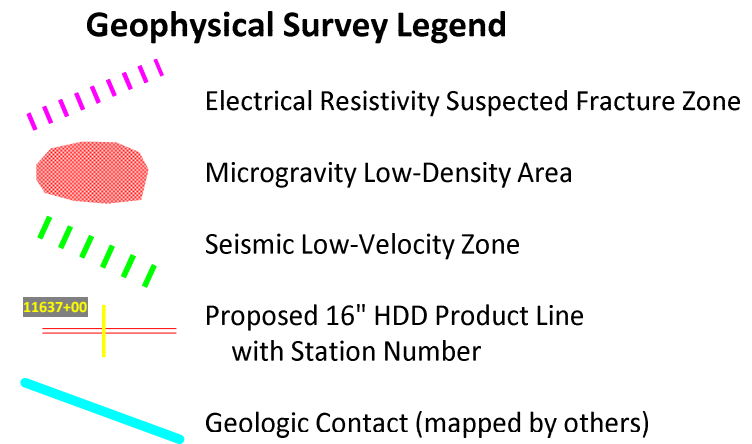 Geophysical Survey Legend
Electrical Resistivity Suspected Fracture Zone
Microgravity Low-Density Area
Seismic Low-Velocity Zone
11637+00
Proposed 16" HDD Product Line
with Station Number
Geologic Contact (mapped by others)